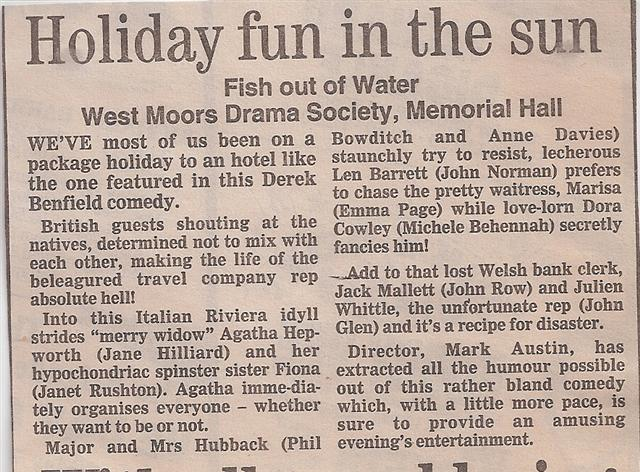 Holiday fun in the sun
Fish out of Water
West Moors Drama Society, Memorial Hall
WE'VE most of us been on a
package holiday to an hotel like
the one featured in this Derek
Benfield comedy.
British guests shouting at the
natives, determined not to mix with
each other, making the life of the
beleagured travel company rep
absolute hell!
Into this Italian Riviera idyll
strides "merry widow" Agatha Hep-
worth (Jane Hilliard) and her
hypochondriac spinster sister Fiona
(Janet Rushton). Agatha imme-dia-
tely organises everyone – whether
they want to be or not.
Major and Mrs Hubback (Phil
Bowditch and Anne Davies)
staunchly try to resist, lecherous
Len Barrett (John Norman) prefers
to chase the pretty waitress, Marisa
(Emma Page) while love-lorn Dora
Cowley (Michele Behennah) secretly
fancies him!
Add to that lost Welsh bank clerk,
Jack Mallett (John Row) and Julien
Whittle, the unfortunate rep (John
Glen) and it's a recipe for disaster.
Director, Mark Austin, has
extracted all the humour possible
out of this rather bland comedy
which, with a little more pace, is
sure to provide an amusing
evening's entertainment.